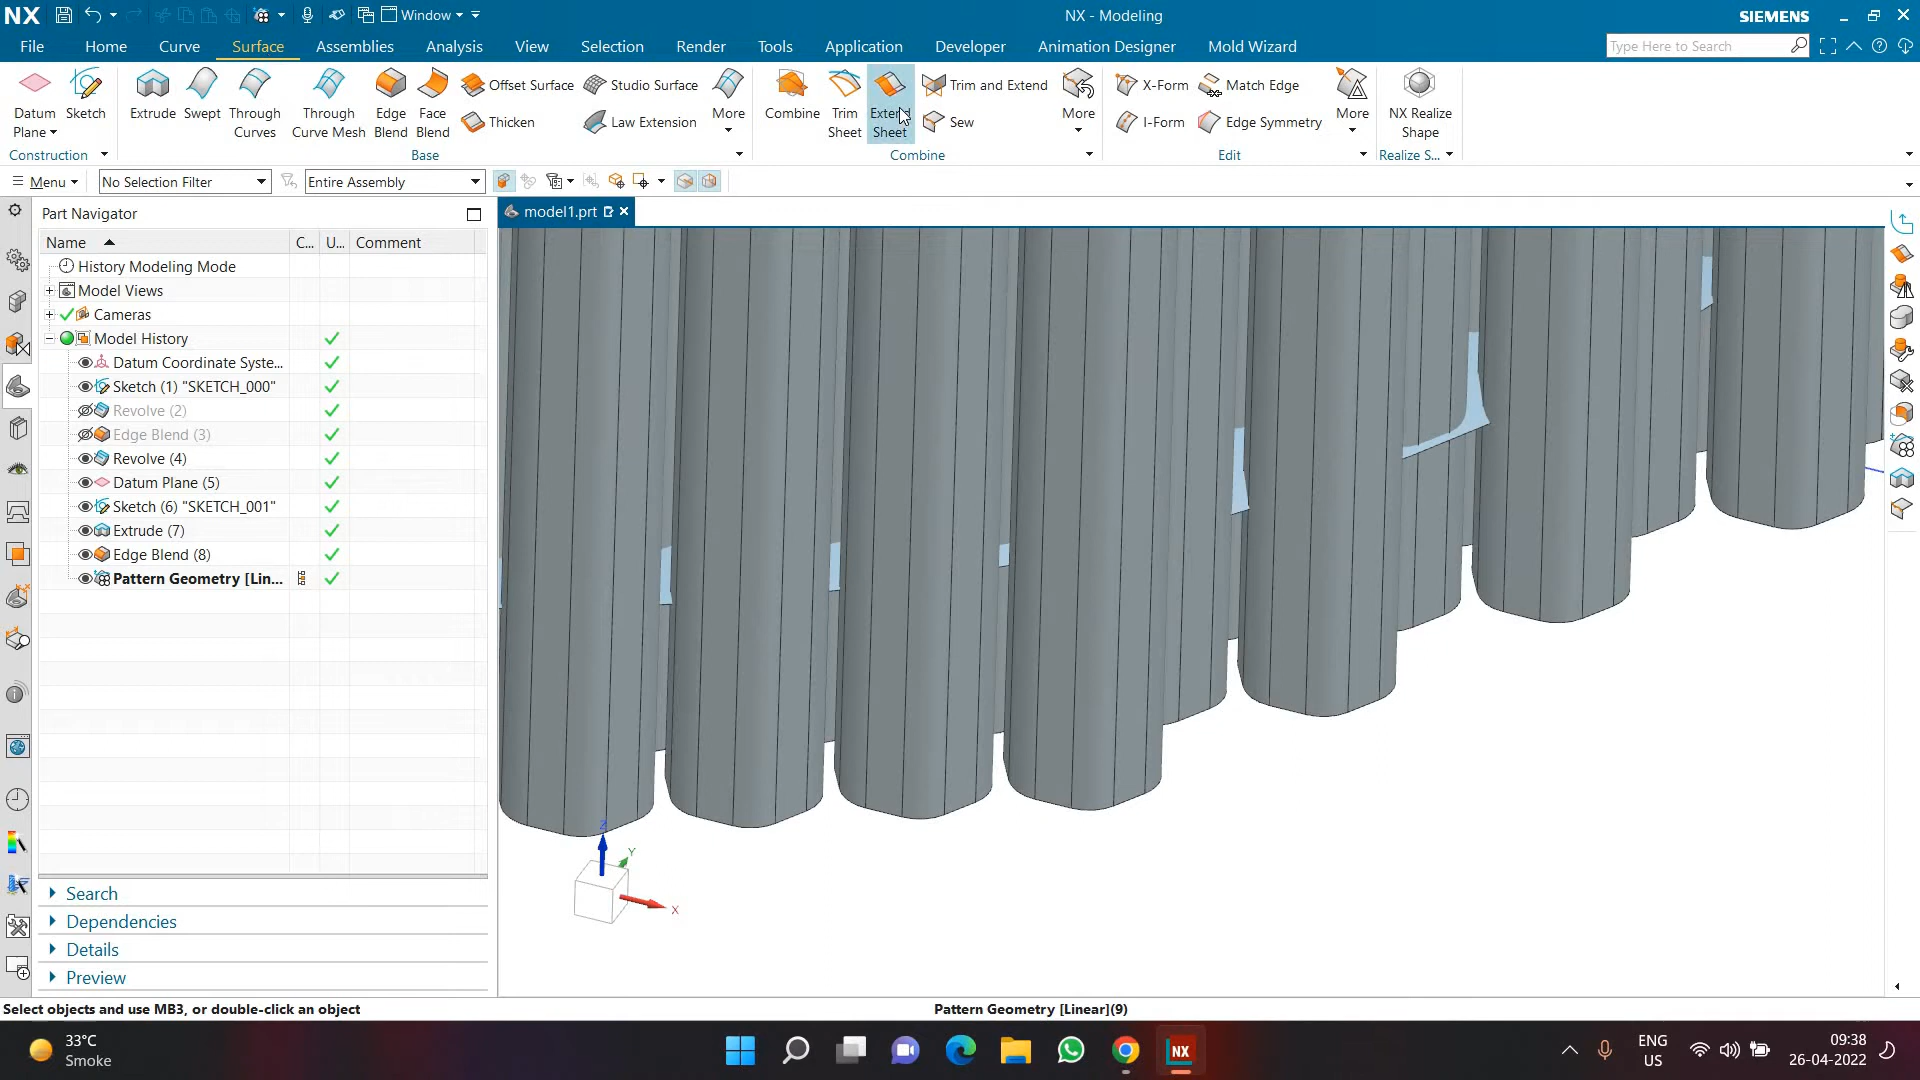 NX
Window
NX - Modeling
SIEMENS
File Home Curve Surface Assemblies Analysis View Selection Render Tools Application Developer Animation Designer Mold Wizard
Type Here to Search
Datum Plane
Sketch
Extrude
Swept
Through Curves
Through Curve Mesh
Edge Blend
Face Blend
Offset Surface
Thicken
Studio Surface
Law Extension
More
Combine
Trim Sheet
Extend Sheet
Trim and Extend
Sew
More
X-Form
I-Form
Match Edge
Edge Symmetry
More
NX Realize Shape
Construction Base Combine Edit Realize S...
Menu No Selection Filter Entire Assembly
Part Navigator
model1.prt
Name C... U... Comment
History Modeling Mode
Model Views
Cameras
Model History
Datum Coordinate Syste...
Sketch (1) "SKETCH_000"
Revolve (2)
Edge Blend (3)
Revolve (4)
Datum Plane (5)
Sketch (6) "SKETCH_001"
Extrude (7)
Edge Blend (8)
Pattern Geometry [Lin...
Z
Y
X
Search
Dependencies
Details
Preview
Select objects and use MB3, or double-click an object
Pattern Geometry [Linear](9)
33°C
Smoke
NX
ENG
US
09:38
26-04-2022